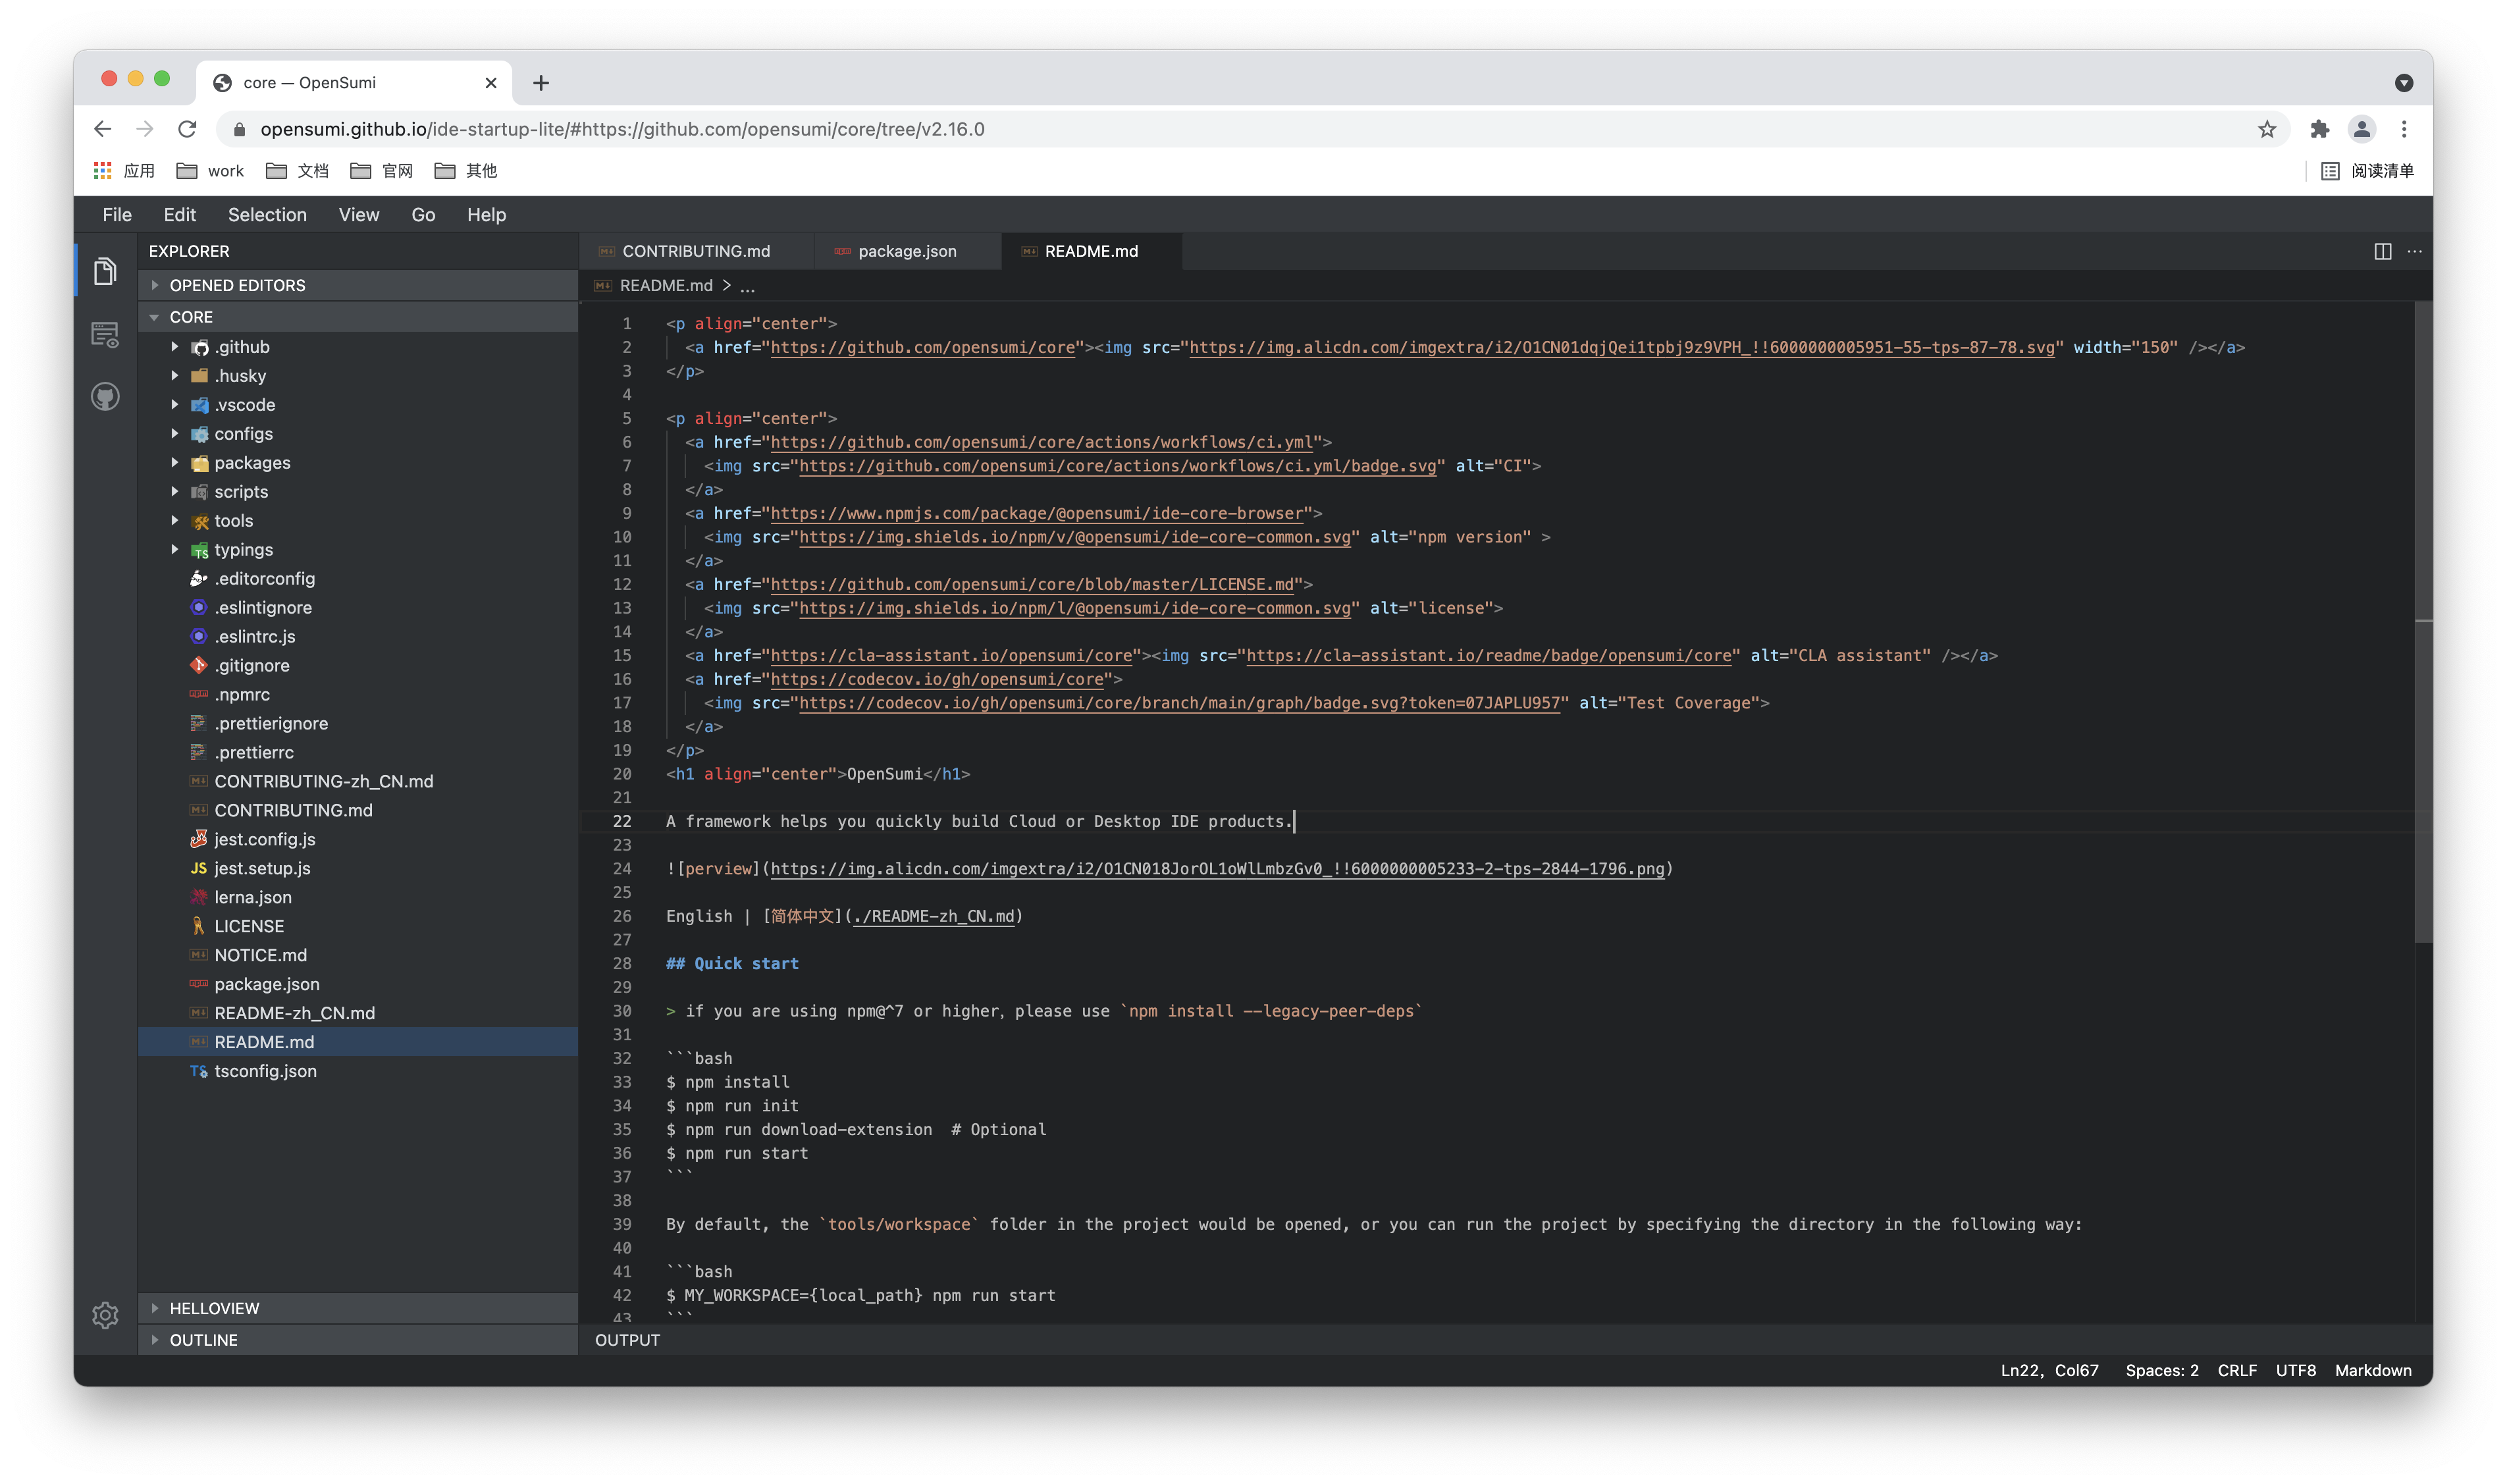 core — OpenSumi
opensumi.github.io/ide-startup-lite/#https://github.com/opensumi/core/tree/v2.16.0
应用 work 文档 官网 其他 阅读清单
File Edit Selection View Go Help
EXPLORER
OPENED EDITORS
CORE
.github
.husky
.vscode
configs
packages
scripts
tools
typings
.editorconfig
.eslintignore
.eslintrc.js
.gitignore
.npmrc
.prettierignore
.prettierrc
CONTRIBUTING-zh_CN.md
CONTRIBUTING.md
jest.config.js
jest.setup.js
lerna.json
LICENSE
NOTICE.md
package.json
README-zh_CN.md
README.md
tsconfig.json
HELLOVIEW
OUTLINE
CONTRIBUTING.md package.json README.md
README.md > ...
1 <p align="center">
2 <a href="https://github.com/opensumi/core"><img src="https://img.alicdn.com/imgextra/i2/O1CN01dqjQei1tpbj9z9VPH_!!6000000005951-55-tps-87-78.svg" width="150" /></a>
3 </p>
4
5 <p align="center">
6 <a href="https://github.com/opensumi/core/actions/workflows/ci.yml">
7 <img src="https://github.com/opensumi/core/actions/workflows/ci.yml/badge.svg" alt="CI">
8 </a>
9 <a href="https://www.npmjs.com/package/@opensumi/ide-core-browser">
10 <img src="https://img.shields.io/npm/v/@opensumi/ide-core-common.svg" alt="npm version" >
11 </a>
12 <a href="https://github.com/opensumi/core/blob/master/LICENSE.md">
13 <img src="https://img.shields.io/npm/l/@opensumi/ide-core-common.svg" alt="license">
14 </a>
15 <a href="https://cla-assistant.io/opensumi/core"><img src="https://cla-assistant.io/readme/badge/opensumi/core" alt="CLA assistant" /></a>
16 <a href="https://codecov.io/gh/opensumi/core">
17 <img src="https://codecov.io/gh/opensumi/core/branch/main/graph/badge.svg?token=07JAPLU957" alt="Test Coverage">
18 </a>
19 </p>
20 <h1 align="center">OpenSumi</h1>
21
22 A framework helps you quickly build Cloud or Desktop IDE products.
23
24 ![perview](https://img.alicdn.com/imgextra/i2/O1CN018JorOL1oWlLmbzGv0_!!6000000005233-2-tps-2844-1796.png)
25
26 English | [简体中文](./README-zh_CN.md)
27
28 ## Quick start
29
30 > if you are using npm@^7 or higher, please use `npm install --legacy-peer-deps`
31
32 ```bash
33 $ npm install
34 $ npm run init
35 $ npm run download-extension # Optional
36 $ npm run start
37 ```
38
39 By default, the `tools/workspace` folder in the project would be opened, or you can run the project by specifying the directory in the following way:
40
41 ```bash
42 $ MY_WORKSPACE={local_path} npm run start
43 ```
OUTPUT
Ln22, Col67 Spaces: 2 CRLF UTF8 Markdown